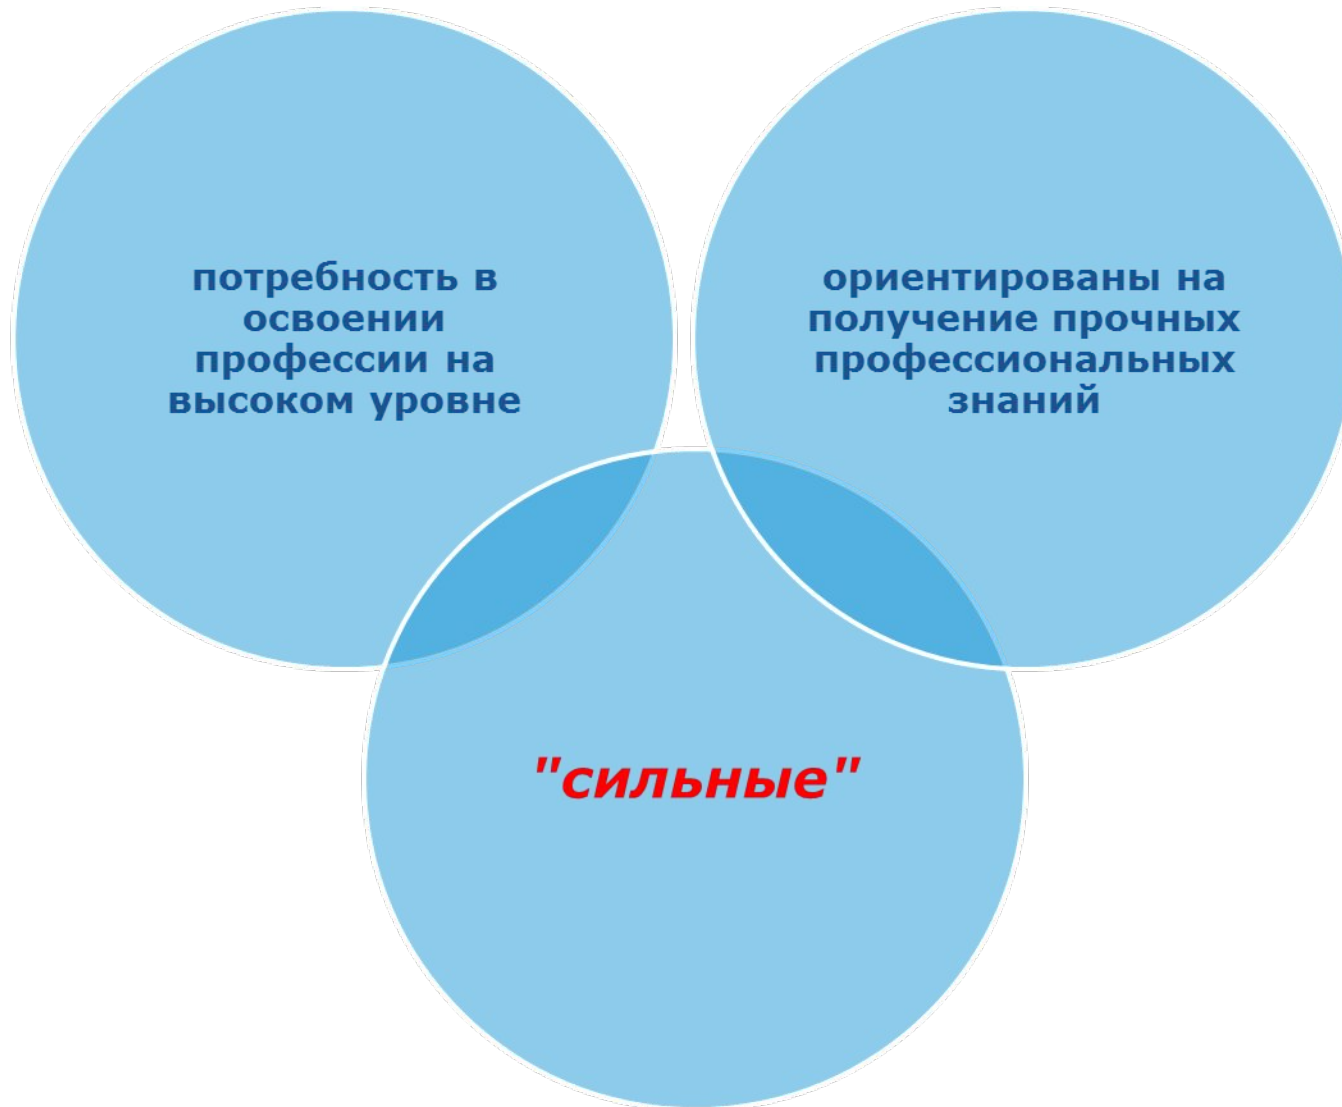 потребность в
освоении
профессии на
высоком уровне
ориентированы на
получение прочных
профессиональных
знаний
"сильные"